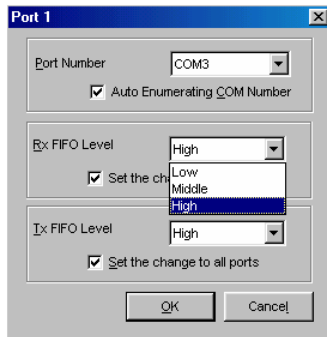 Port 1
Port Number
COM3
Auto Enumerating COM Number
Rx FIFO Level
High
Set the ch
Low
Middle
High
Tx FIFO Level
High
Set the change to all ports
OK
Cancel